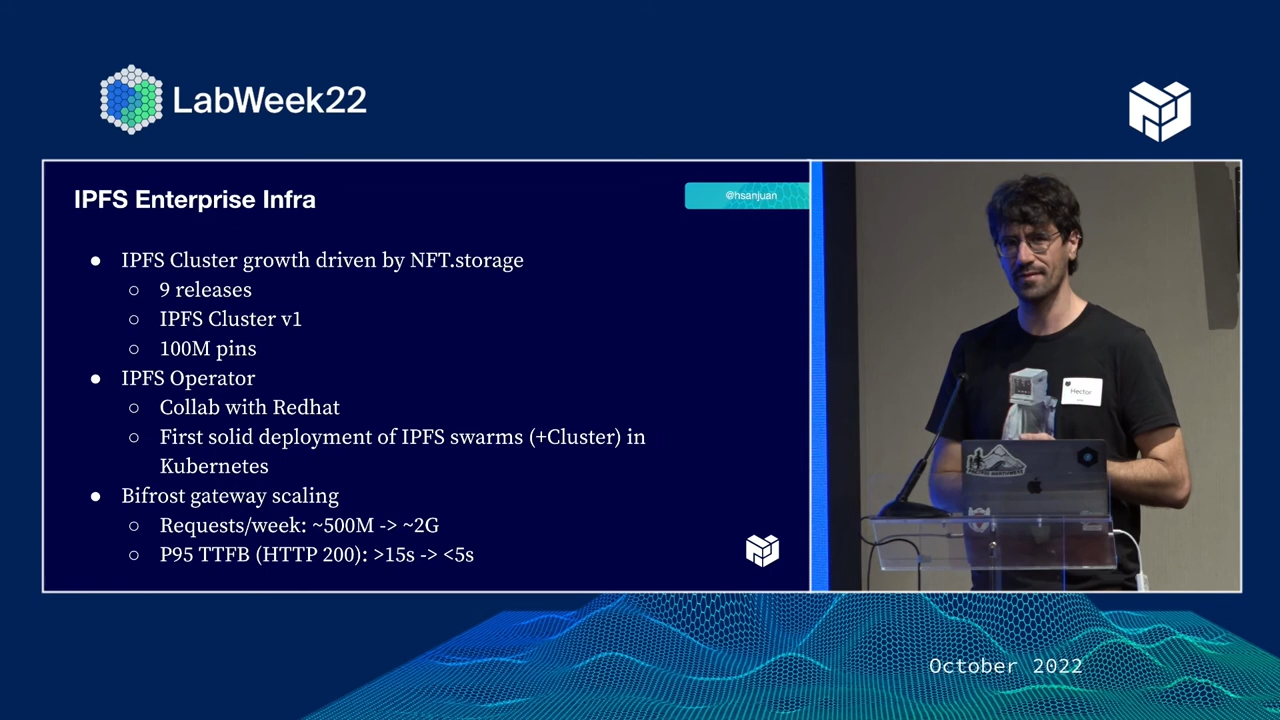 LabWeek22
IPFS Enterprise Infra
@hsanjuan
● IPFS Cluster growth driven by NFT.storage
○ 9 releases
○ IPFS Cluster v1
○ 100M pins
● IPFS Operator
○ Collab with Redhat
○ First solid deployment of IPFS swarms (+Cluster) in
Kubernetes
● Bifrost gateway scaling
○ Requests/week: ~500M -> ~2G
○ P95 TTFB (HTTP 200): >15s -> <5s
Hector
October 2022